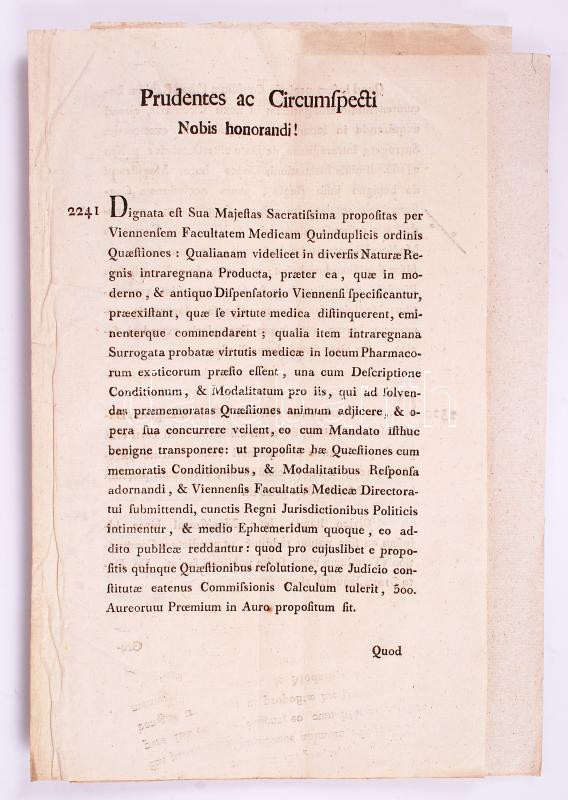 Prudentes ac Circumſpecti
Nobis honorandi!
2241 Dignata eſt Sua Majeſtas Sacratiſsima propoſitas per
Viennenſem Facultatem Medicam Quinduplicis ordinis
Quæſtiones : Qualianam videlicet in diverſis Naturæ Re-
gnis intraregnana Producta, præter ea, quæ in mo-
derno, & antiquo Diſpenſatorio Viennenſi ſpecificantur,
præexiſtant, quæ ſe virtute medica diſtinquerent, emi-
nenterque commendarent ; qualia item intraregnana
Surrogata probatæ virtutis medicæ in locum Pharmaco-
rum exoticorum præſto eſſent, una cum Deſcriptione
Conditionum, & Modalitatum pro iis, qui ad ſolven-
das præmemoratas Quæſtiones animum adjicere, & o-
pera ſua concurrere vellent, eo cum Mandato iſthuc
benigne transponere: ut propoſitæ hæ Quæſtiones cum
memoratis Conditionibus, & Modalitatibus Reſponſa
adornandi, & Viennenſis Facultatis Medicæ Directora-
tui ſubmittendi, cunctis Regni Jurisdictionibus Politicis
intimentur, & medio Ephœmeridum quoque, eo ad-
dito publicæ reddantur: quod pro cujuslibet e propo-
ſitis quinque Quæſtionibus reſolutione, quæ Judicio con-
ſtitutæ eatenus Commiſſionis Calculum tulerit, 500.
Aureorum Prœmium in Auro propoſitum ſit.
Quod